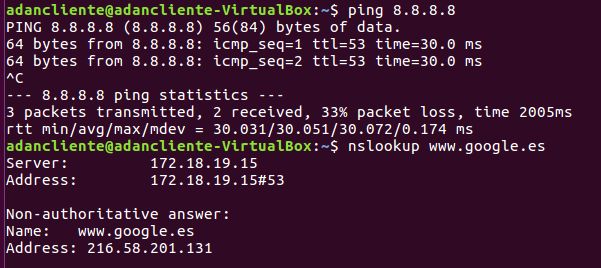 adancliente@adancliente-VirtualBox:~$ ping 8.8.8.8
PING 8.8.8.8 (8.8.8.8) 56(84) bytes of data.
64 bytes from 8.8.8.8: icmp_seq=1 ttl=53 time=30.0 ms
64 bytes from 8.8.8.8: icmp_seq=2 ttl=53 time=30.0 ms
^C
--- 8.8.8.8 ping statistics ---
3 packets transmitted, 2 received, 33% packet loss, time 2005ms
rtt min/avg/max/mdev = 30.031/30.051/30.072/0.174 ms
adancliente@adancliente-VirtualBox:~$ nslookup www.google.es
Server: 172.18.19.15
Address: 172.18.19.15#53
Non-authoritative answer:
Name: www.google.es
Address: 216.58.201.131